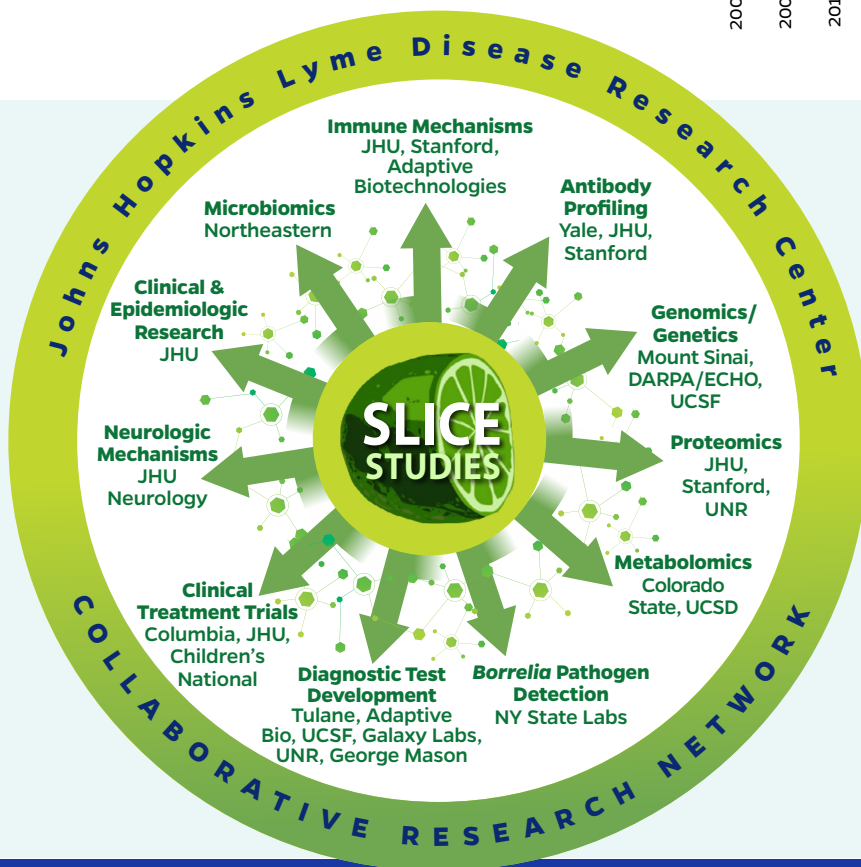 Johns Hopkins Lyme Disease Research Center
Immune Mechanisms
JHU, Stanford,
Adaptive
Biotechnologies
Antibody
Profiling
Yale, JHU,
Stanford
Genomics/
Genetics
Mount Sinai,
DARPA/ECHO,
UCSF
Proteomics
JHU,
Stanford,
UNR
Metabolomics
Colorado
State, UCSD
Borrelia Pathogen
Detection
NY State Labs
Diagnostic Test
Development
Tulane, Adaptive
Bio, UCSF, Galaxy Labs,
UNR, George Mason
Clinical
Treatment Trials
Columbia, JHU,
Children’s
National
Neurologic
Mechanisms
JHU
Neurology
Clinical &
Epidemiologic
Research
JHU
Microbiomics
Northeastern
SLICE
STUDIES
COLLABORATIVE RESEARCH NETWORK